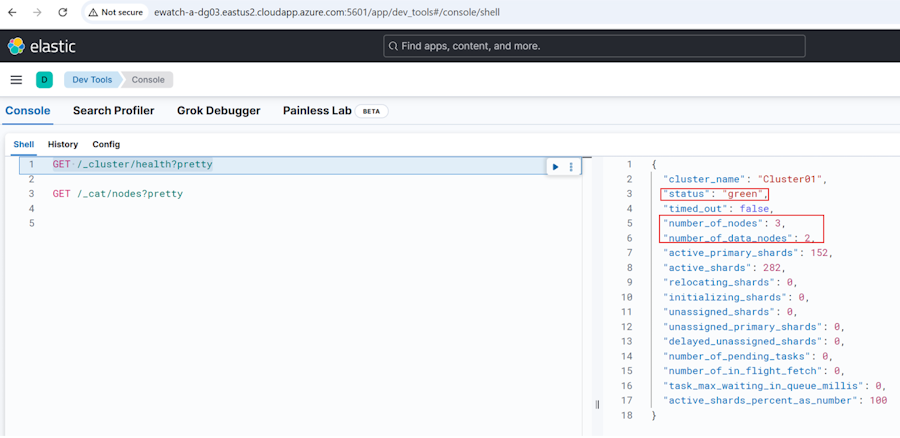 Not secure ewatch-a-dg03.eastus2.cloudapp.azure.com:5601/app/dev_tools#/console/shell
elastic
Find apps, content, and more.
D Dev Tools Console
Console Search Profiler Grok Debugger Painless Lab BETA
Shell History Config
1 GET /_cluster/health?pretty
2
3 GET /_cat/nodes?pretty
4
5
1 {
2 "cluster_name": "Cluster01",
3 "status": "green",
4 "timed_out": false,
5 "number_of_nodes": 3,
6 "number_of_data_nodes": 2,
7 "active_primary_shards": 152,
8 "active_shards": 282,
9 "relocating_shards": 0,
10 "initializing_shards": 0,
11 "unassigned_shards": 0,
12 "unassigned_primary_shards": 0,
13 "delayed_unassigned_shards": 0,
14 "number_of_pending_tasks": 0,
15 "number_of_in_flight_fetch": 0,
16 "task_max_waiting_in_queue_millis": 0,
17 "active_shards_percent_as_number": 100
18 }